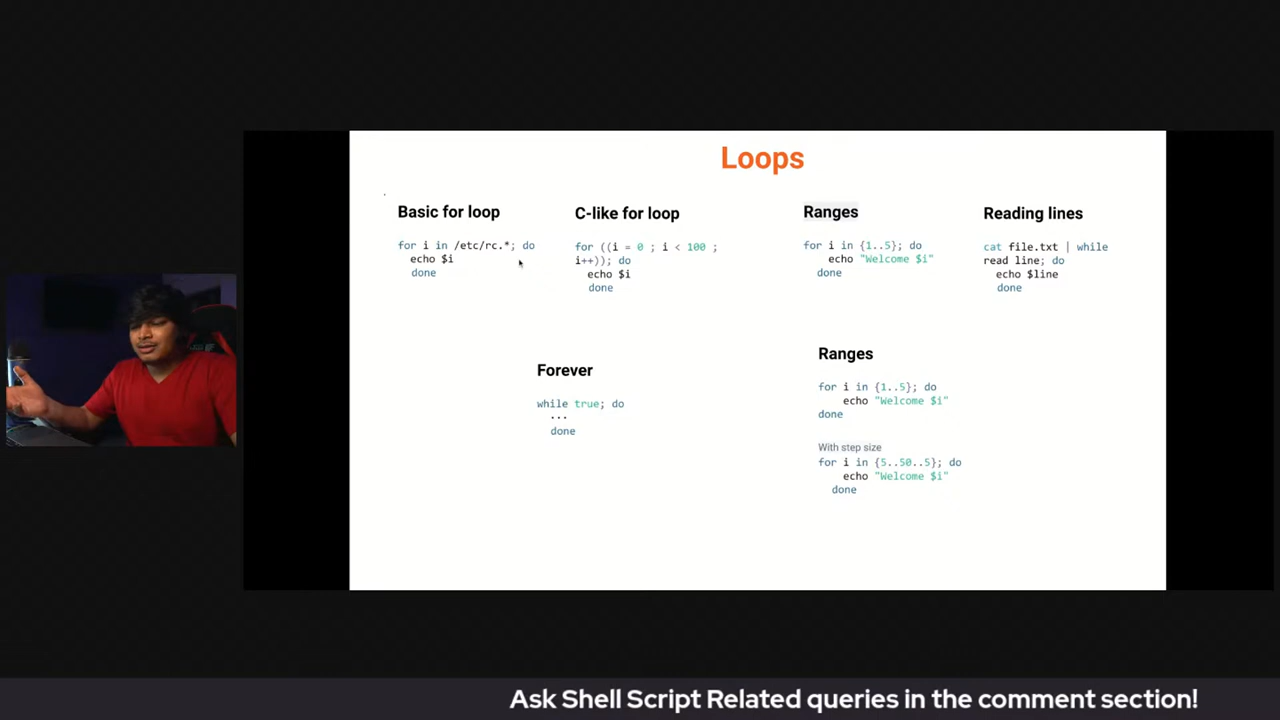 Loops
Basic for loop
for i in /etc/rc.*; do
echo $i
done
C-like for loop
for ((i = 0 ; i < 100 ;
i++)); do
echo $i
done
Ranges
for i in {1..5}; do
echo "Welcome $i"
done
Reading lines
cat file.txt | while
read line; do
echo $line
done
Forever
while true; do
...
done
Ranges
for i in {1..5}; do
echo "Welcome $i"
done
With step size
for i in {5..50..5}; do
echo "Welcome $i"
done
Ask Shell Script Related queries in the comment section!